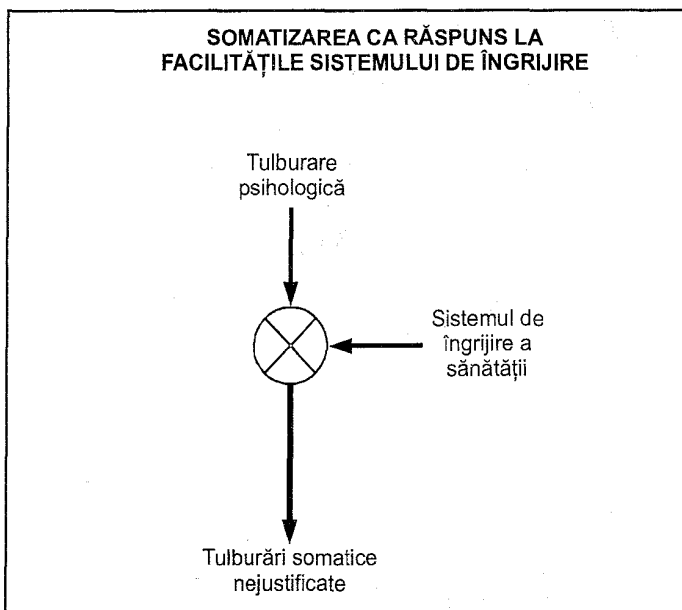 SOMATIZAREA CA RĂSPUNS LA
FACILITĂȚILE SISTEMULUI DE ÎNGRIJIRE
Tulburare
psihologică
Sistemul de
îngrijire a
sănătății
Tulburări somatice
nejustificate